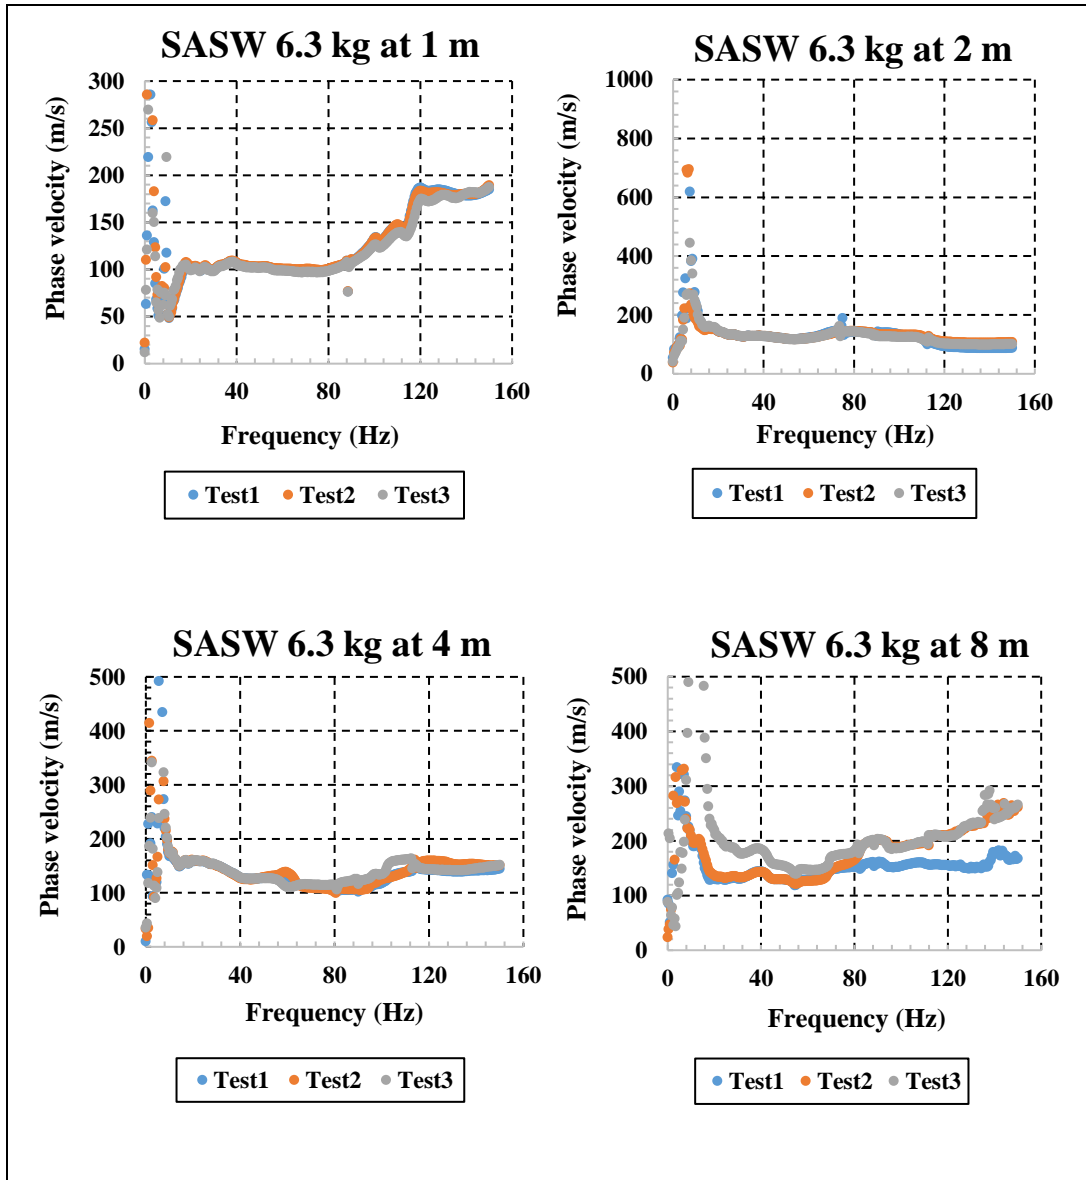 SASW 6.3 kg at 1 m
Phase velocity (m/s)
300
250
200
150
100
50
0
0 40 80 120 160
Frequency (Hz)
Test1 Test2 Test3
SASW 6.3 kg at 2 m
Phase velocity (m/s)
1000
800
600
400
200
0
0 40 80 120 160
Frequency (Hz)
Test1 Test2 Test3
SASW 6.3 kg at 4 m
Phase velocity (m/s)
500
400
300
200
100
0
0 40 80 120 160
Frequency (Hz)
Test1 Test2 Test3
SASW 6.3 kg at 8 m
Phase velocity (m/s)
500
400
300
200
100
0
0 40 80 120 160
Frequency (Hz)
Test1 Test2 Test3